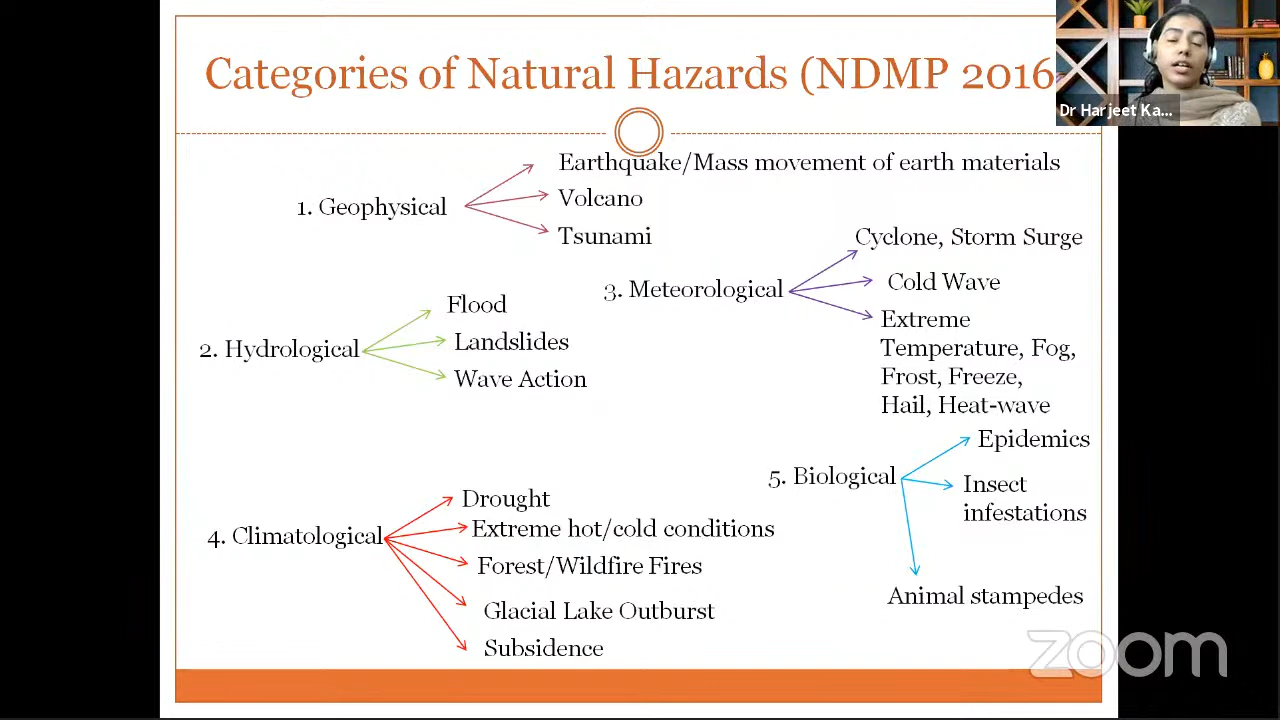 Categories of Natural Hazards (NDMP 2016
Dr Harjeet Ka...
Earthquake/Mass movement of earth materials
1. Geophysical
Volcano
Tsunami
Cyclone, Storm Surge
3. Meteorological
Cold Wave
Extreme
Temperature, Fog,
Frost, Freeze,
Hail, Heat-wave
Flood
2. Hydrological
Landslides
Wave Action
Epidemics
5. Biological
Insect
infestations
Animal stampedes
Drought
4. Climatological
Extreme hot/cold conditions
Forest/Wildfire Fires
Glacial Lake Outburst
Subsidence
zoom